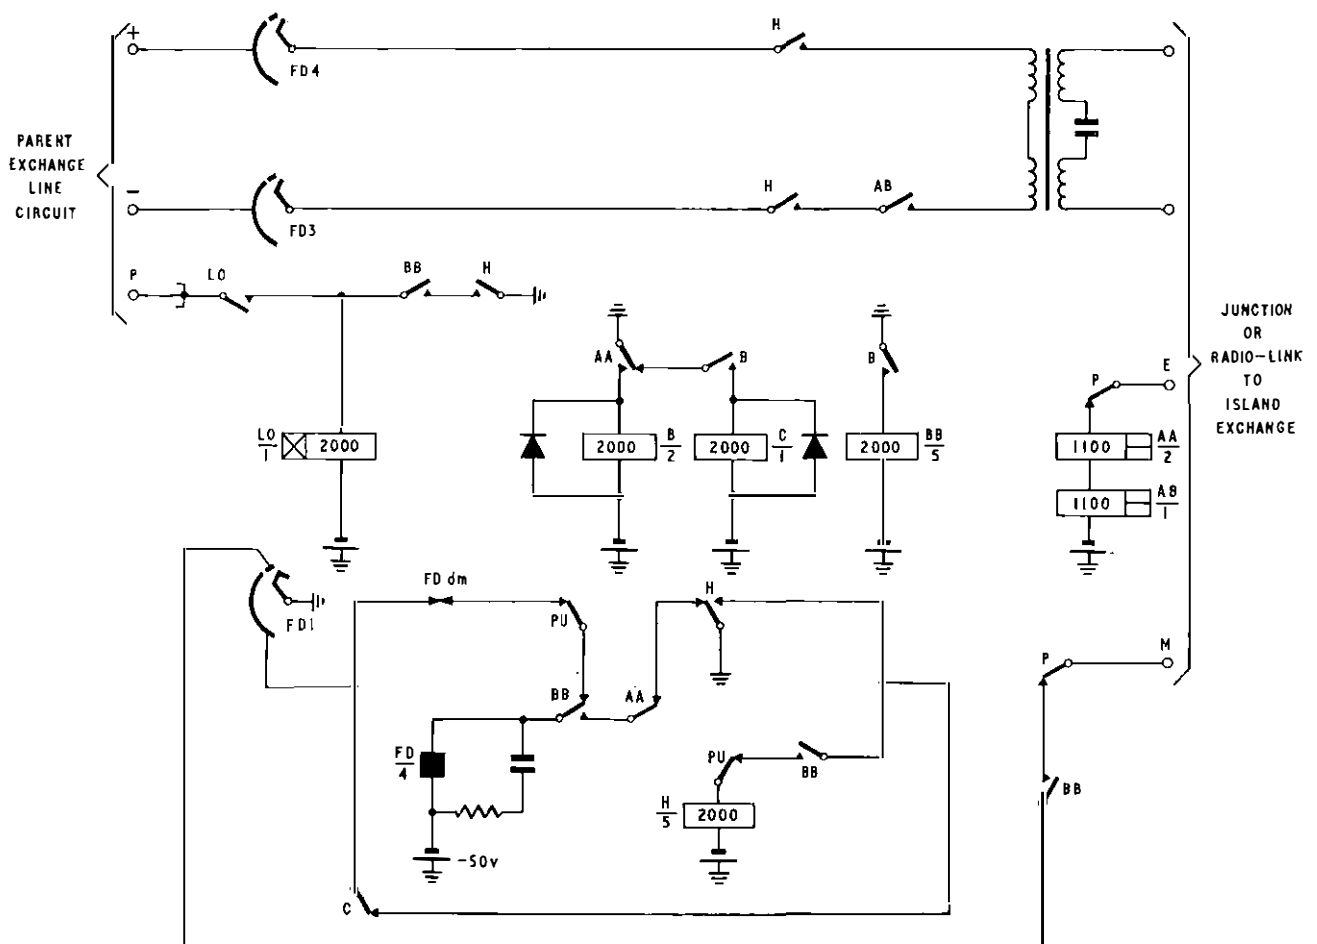 H
+
FD4
PARENT
EXCHANGE
LINE
CIRCUIT
H
AB
−
FD3
P
LO
BB
H
JUNCTION
OR
RADIO-LINK
TO
ISLAND
EXCHANGE
AA
B
B
P
E
LO
1
2000
2000
B
2
2000
C
1
2000
BB
5
1100
AA
2
1100
AB
1
FD1
FD dm
PU
H
BB
AA
P
M
FD
4
PU
BB
BB
H
5
2000
-50v
C